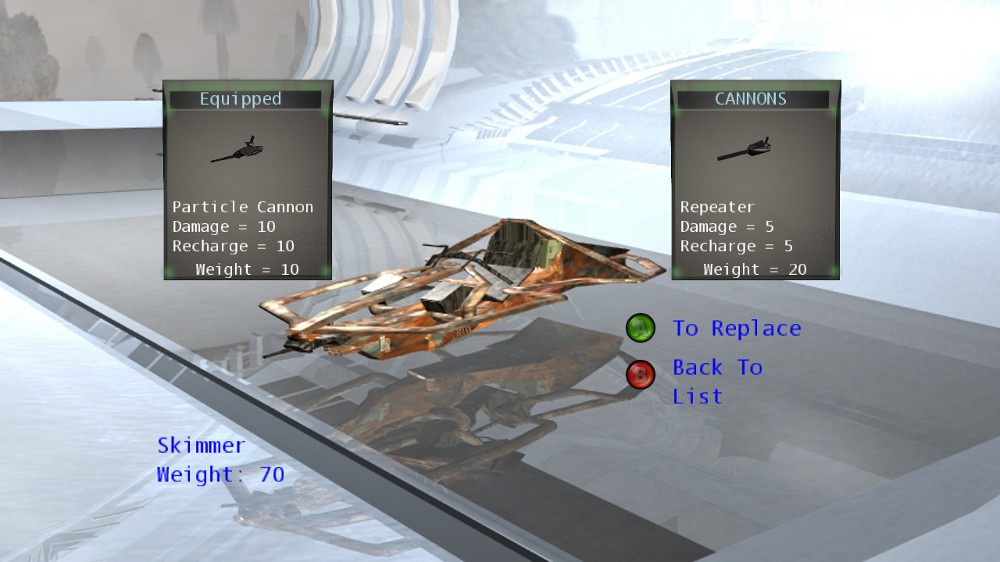 Equipped
Particle Cannon
Damage = 10
Recharge = 10
Weight = 10
CANNONS
Repeater
Damage = 5
Recharge = 5
Weight = 20
A To Replace
B Back To
List
Skimmer
Weight: 70